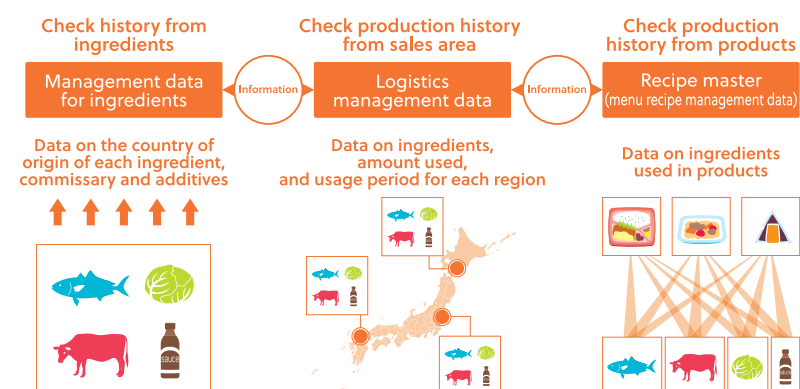 Check history from
ingredients
Check production history
from sales area
Check production
history from products
Management data
for ingredients
Information
Logistics
management data
Information
Recipe master
(menu recipe management data)
Data on the country of
origin of each ingredient,
commissary and additives
Data on ingredients,
amount used,
and usage period for each region
Data on ingredients
used in products
sauce